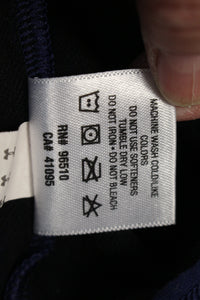 MACHINE WASH COLD/LIKE
COLORS
DO NOT USE SOFTENERS
TUMBLE DRY LOW
DO NOT IRON • DO NOT BLEACH
RN# 96510
CA# 41095